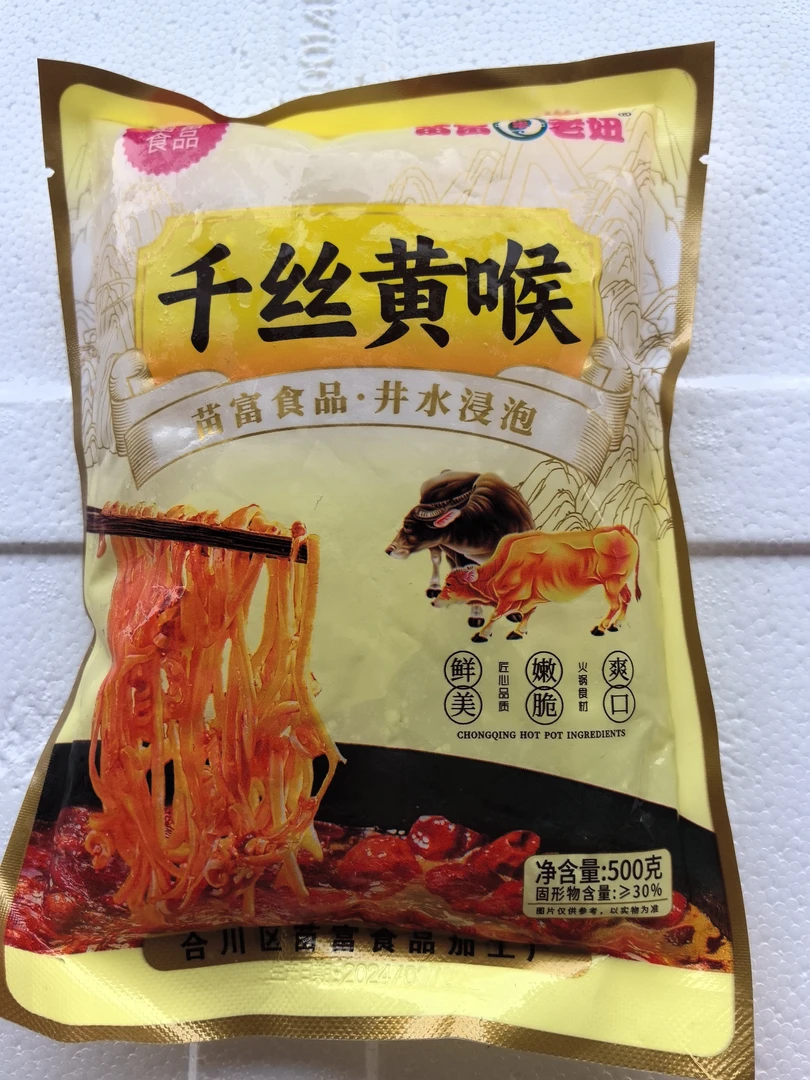 食品
苗富 老妞®
千丝黄喉
苗富食品·井水浸泡
鲜美
匠心品质
嫩脆
火锅食材
爽口
CHONGQING HOT POT INGREDIENTS
净含量:500克
固形物含量:≥30%
图片仅供参考，以实物为准
合川区苗富食品加工厂